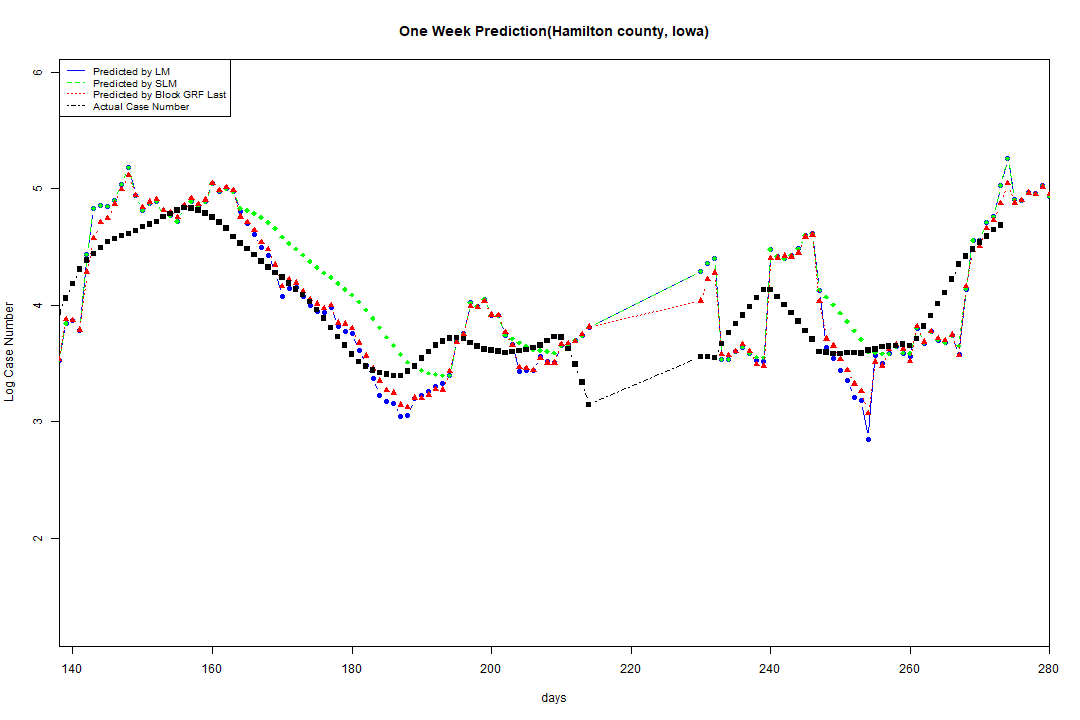 One Week Prediction(Hamilton county, Iowa)
Predicted by LM
Predicted by SLM
Predicted by Block GRF Last
Actual Case Number
6
5
4
3
2
Log Case Number
140 160 180 200 220 240 260 280
days